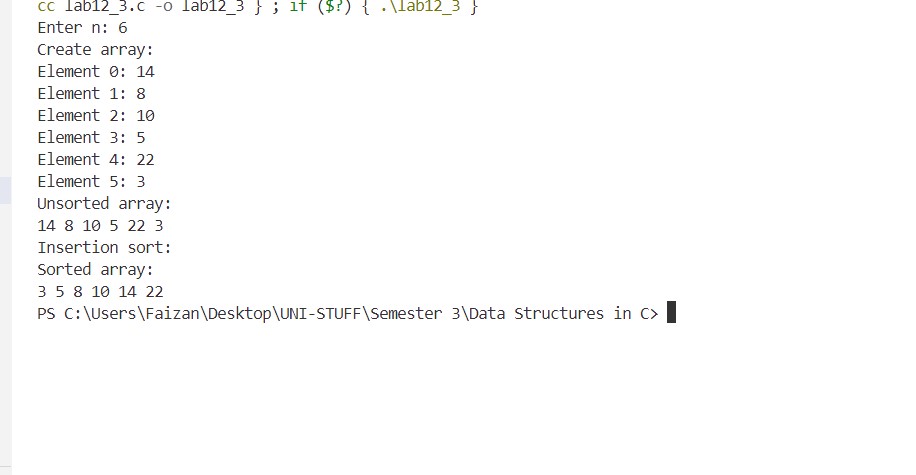 cc lab12_3.c -o lab12_3 } ; if ($?) { .\lab12_3 }
Enter n: 6
Create array:
Element 0: 14
Element 1: 8
Element 2: 10
Element 3: 5
Element 4: 22
Element 5: 3
Unsorted array:
14 8 10 5 22 3
Insertion sort:
Sorted array:
3 5 8 10 14 22
PS C:\Users\Faizan\Desktop\UNI-STUFF\Semester 3\Data Structures in C>